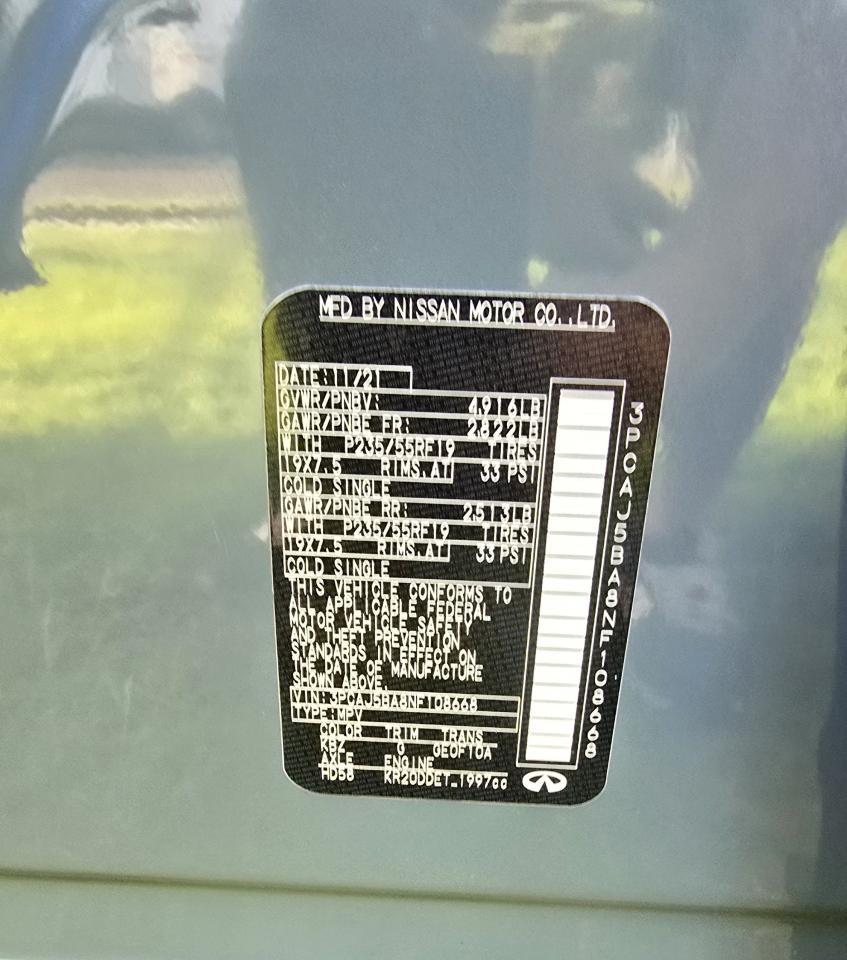 MFD BY NISSAN MOTOR CO.,LTD.
DATE:11/21
GVWR/PNBV: 4916LB
GAWR/PNBE FR: 2822LB
WITH P235/55RF19 TIRES
19X7.5 RIMS.AT 33 PSI
COLD SINGLE
GAWR/PNBE RR: 2513LB
WITH P235/55RF19 TIRES
19X7.5 RIMS.AT 33 PSI
COLD SINGLE
THIS VEHICLE CONFORMS TO
ALL APPLICABLE FEDERAL
MOTOR VEHICLE SAFETY
AND THEFT PREVENTION
STANDARDS IN EFFECT ON
THE DATE OF MANUFACTURE
SHOWN ABOVE.
VIN:3PCAJ5BA8NF108668
TYPE:MPV
COLOR TRIM TRANS
KBZ G GE0F10A
AXLE ENGINE
HD58 KR20DDET-1997cc
3PCAJ5BA8NF108668